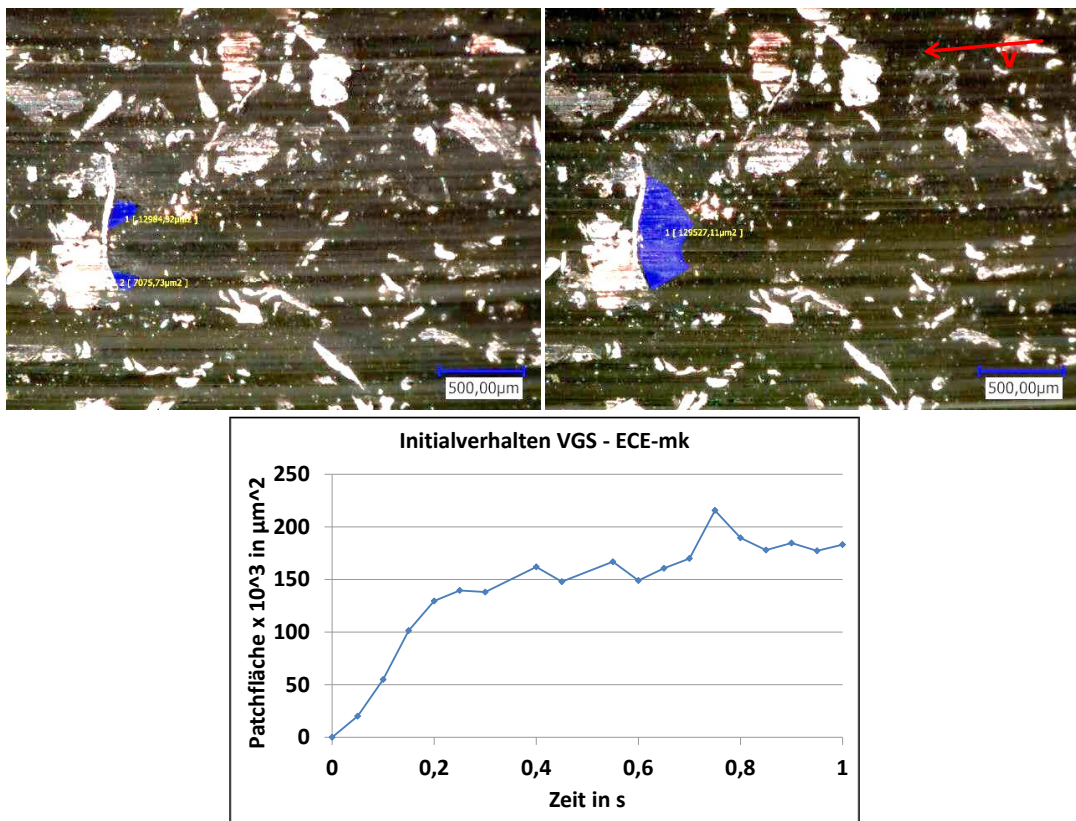 V
1 [ 12984,92µm2 ]
2 [ 7075,73µm2 ]
500,00µm
1 [ 129527,11µm2 ]
500,00µm
Initialverhalten VGS - ECE-mk
Patchfläche x 10^3 in µm^2
250
200
150
100
50
0
0
0,2
0,4
0,6
0,8
1
Zeit in s